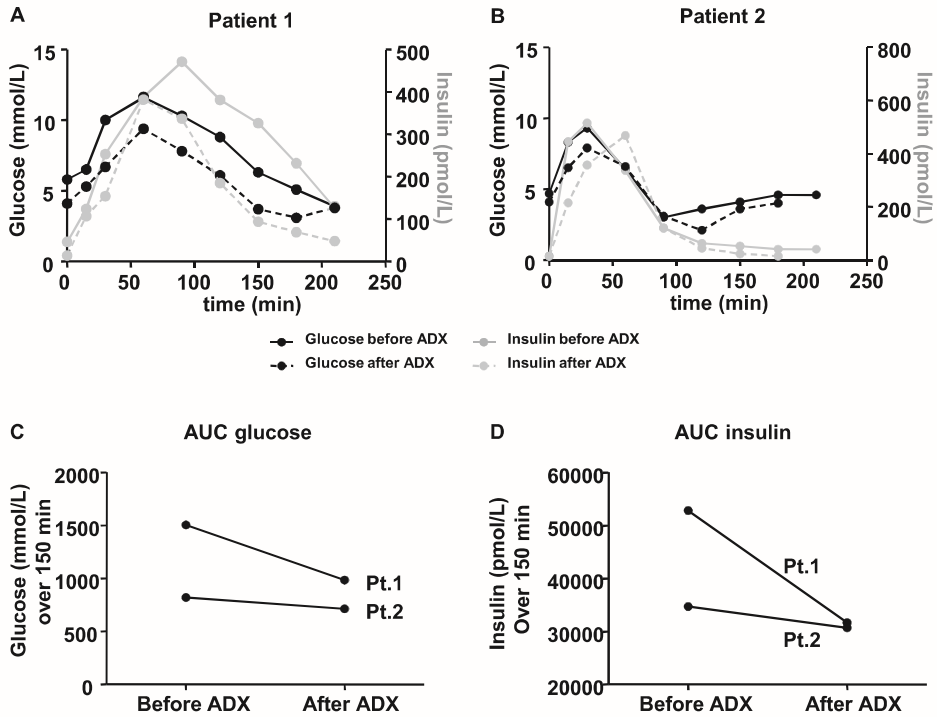 A
Patient 1
Glucose (mmol/L)
15
10
5
0
500
400
300
200
100
0
Insulin (pmol/L)
0 50 100 150 200 250
time (min)
B
Patient 2
Glucose (mmol/L)
15
10
5
0
800
600
400
200
0
Insulin (pmol/L)
0 50 100 150 200 250
time (min)
Glucose before ADX
Insulin before ADX
Glucose after ADX
Insulin after ADX
C
AUC glucose
Glucose (mmol/L)
over 150 min
2000
1500
1000
500
0
Pt.1
Pt.2
Before ADX After ADX
D
AUC insulin
Insulin (pmol/L)
Over 150 min
60000
50000
40000
30000
20000
Pt.1
Pt.2
Before ADX After ADX